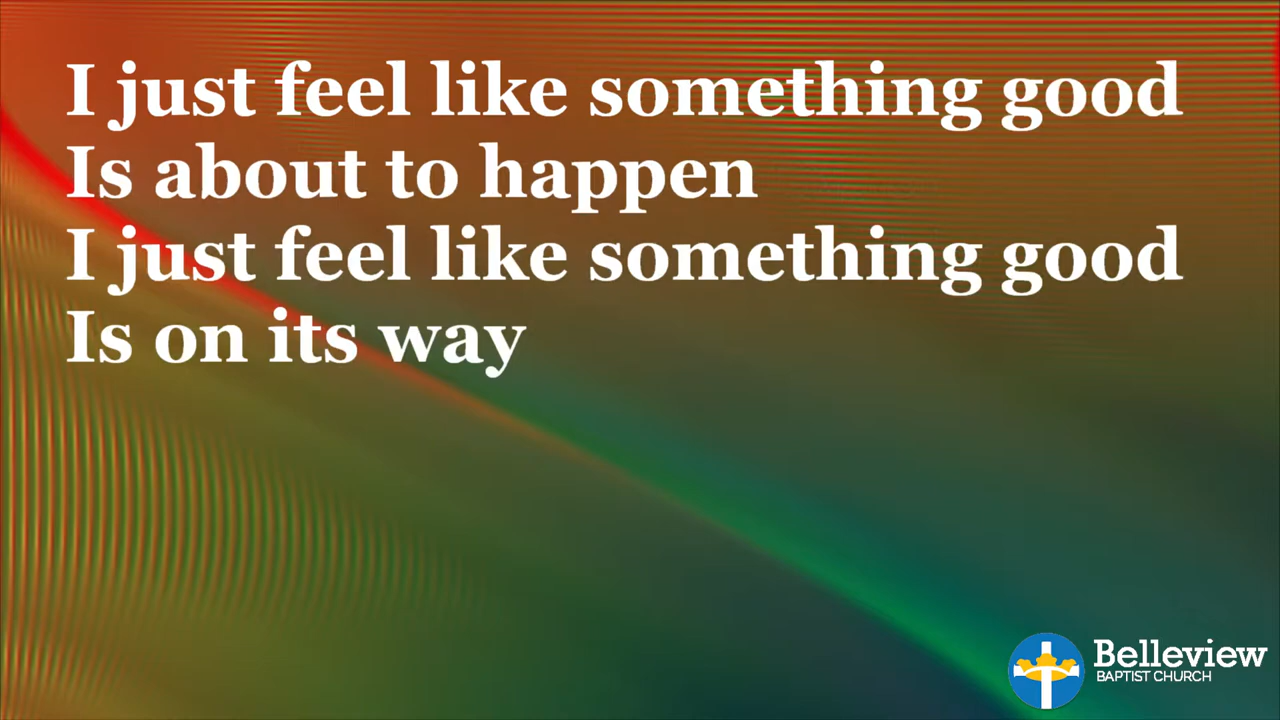 I just feel like something good
Is about to happen
I just feel like something good
Is on its way
Belleview
BAPTIST CHURCH